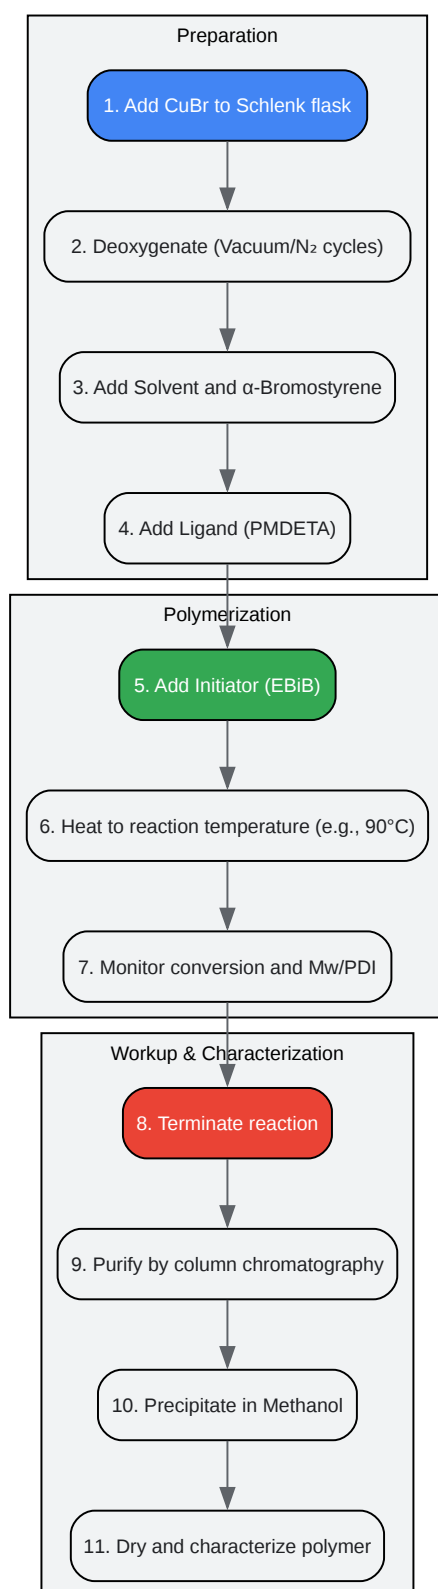 Preparation
1. Add CuBr to Schlenk flask
2. Deoxygenate (Vacuum/N₂ cycles)
3. Add Solvent and α-Bromostyrene
4. Add Ligand (PMDETA)
Polymerization
5. Add Initiator (EBiB)
6. Heat to reaction temperature (e.g., 90°C)
7. Monitor conversion and Mw/PDI
Workup & Characterization
8. Terminate reaction
9. Purify by column chromatography
10. Precipitate in Methanol
11. Dry and characterize polymer